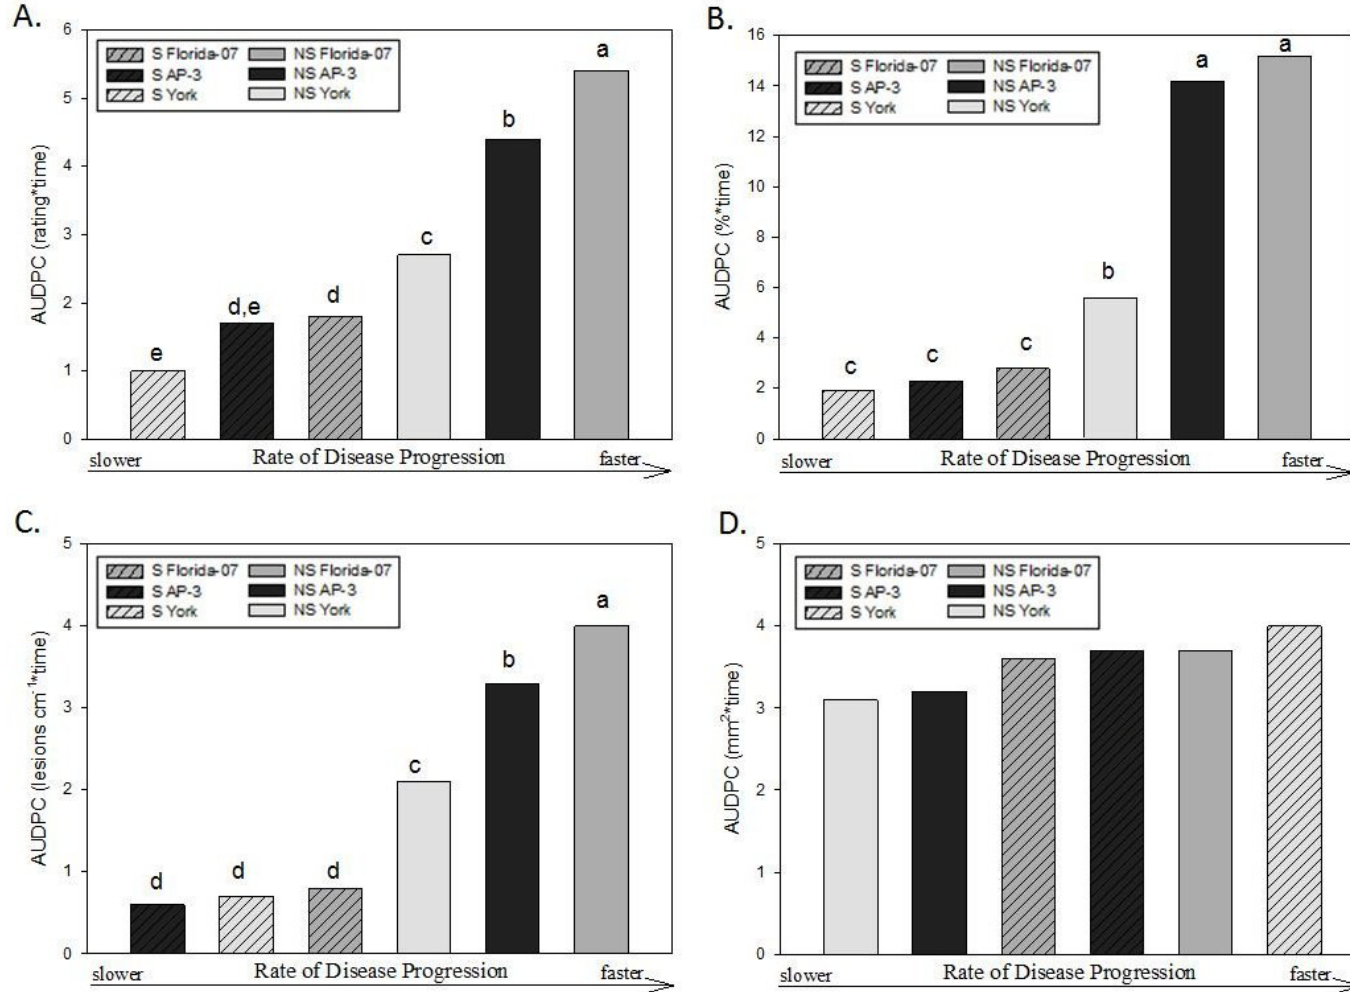 A.
AUDPC (rating*time)
6
5
4
3
2
1
0
S Florida-07 NS Florida-07
S AP-3 NS AP-3
S York NS York
e
d,e
d
c
b
a
slower Rate of Disease Progression faster
B.
AUDPC (%*time)
16
14
12
10
8
6
4
2
0
S Florida-07 NS Florida-07
S AP-3 NS AP-3
S York NS York
c
c
c
b
a
a
slower Rate of Disease Progression faster
C.
AUDPC (lesions cm⁻¹*time)
5
4
3
2
1
0
S Florida-07 NS Florida-07
S AP-3 NS AP-3
S York NS York
d
d
d
c
b
a
slower Rate of Disease Progression faster
D.
AUDPC (mm²*time)
5
4
3
2
1
0
S Florida-07 NS Florida-07
S AP-3 NS AP-3
NS York S York
slower Rate of Disease Progression faster